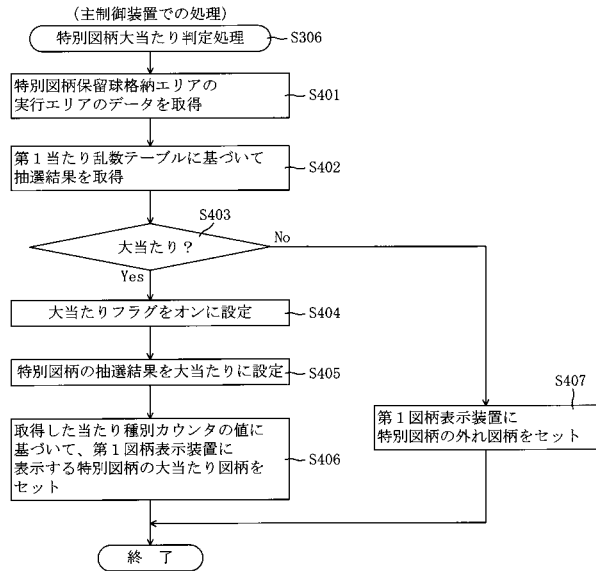 (主制御装置での処理)
特別図柄大当たり判定処理
S306
特別図柄保留球格納エリアの
実行エリアのデータを取得
S401
第1当たり乱数テーブルに基づいて
抽選結果を取得
S402
S403
大当たり?
No
Yes
大当たりフラグをオンに設定
S404
特別図柄の抽選結果を大当たりに設定
S405
取得した当たり種別カウンタの値に
基づいて、第1図柄表示装置に
表示する特別図柄の大当たり図柄を
セット
S406
S407
第1図柄表示装置に
特別図柄の外れ図柄をセット
終 了